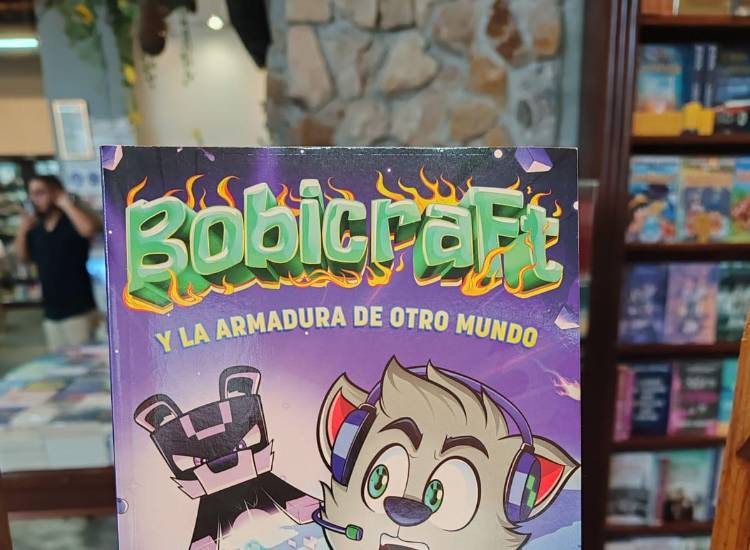 BobicraFt
Y LA ARMADURA DE OTRO MUNDO